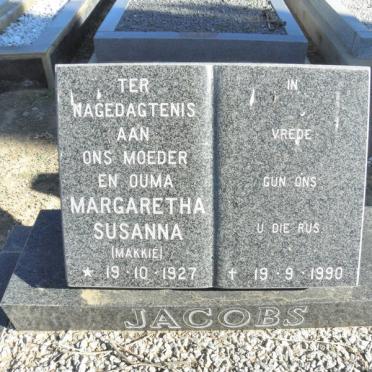 TER
NAGEDAGTENIS
AAN
ONS MOEDER
EN OUMA
MARGARETHA
SUSANNA
(MAKKIE)
★ 19·10·1927
IN
VREDE
GUN ONS
U DIE RUS
✝ 19·9·1990
JACOBS